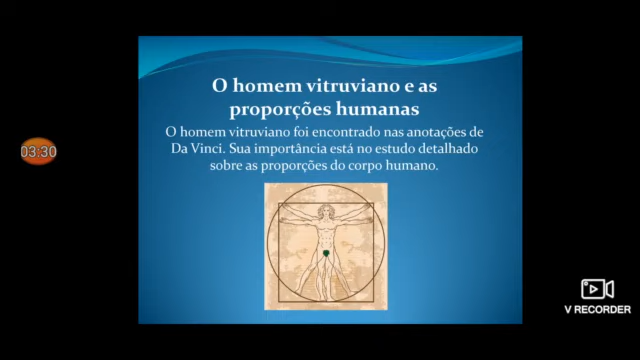 O homem vitruviano e as
proporções humanas
O homem vitruviano foi encontrado nas anotações de
Da Vinci. Sua importância está no estudo detalhado
sobre as proporções do corpo humano.
03:30
V RECORDER